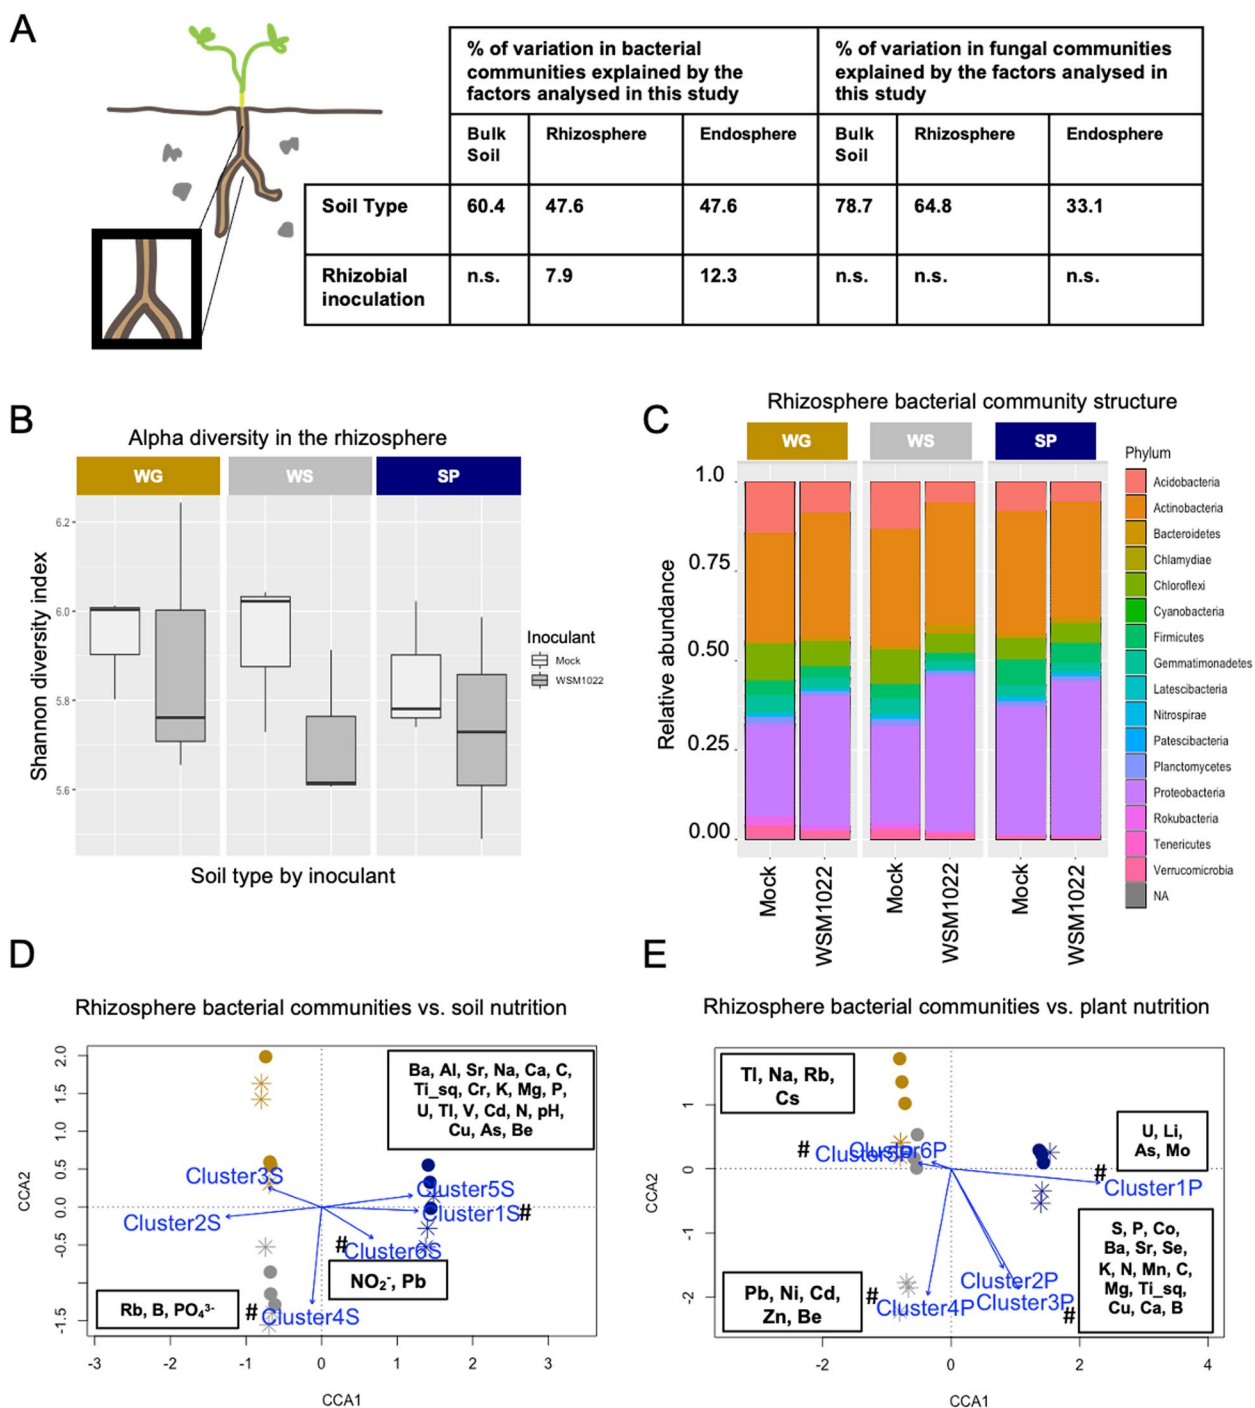 A
% of variation in bacterial
communities explained by the
factors analysed in this study
% of variation in fungal communities
explained by the factors analysed in
this study
Bulk
Soil
Rhizosphere
Endosphere
Bulk
Soil
Rhizosphere
Endosphere
Soil Type
60.4
47.6
47.6
78.7
64.8
33.1
Rhizobial
inoculation
n.s.
7.9
12.3
n.s.
n.s.
n.s.
B
Alpha diversity in the rhizosphere
WG
WS
SP
Shannon diversity index
6.2
6.0
5.8
5.6
Soil type by inoculant
Inoculant
Mock
WSM1022
C
Rhizosphere bacterial community structure
WG
WS
SP
Relative abundance
1.0
0.75
0.50
0.25
0.00
Mock
WSM1022
Mock
WSM1022
Mock
WSM1022
Phylum
Acidobacteria
Actinobacteria
Bacteroidetes
Chlamydiae
Chloroflexi
Cyanobacteria
Firmicutes
Gemmatimonadetes
Latescibacteria
Nitrospirae
Patescibacteria
Planctomycetes
Proteobacteria
Rokubacteria
Tenericutes
Verrucomicrobia
NA
D
Rhizosphere bacterial communities vs. soil nutrition
CCA2
2.0
1.5
1.0
0.5
0.0
-0.5
-1.5
Ba, Al, Sr, Na, Ca, C,
Ti_sq, Cr, K, Mg, P,
U, Tl, V, Cd, N, pH,
Cu, As, Be
Cluster3S
Cluster5S
Cluster2S
Cluster1S #
# Cluster6S
NO₂⁻, Pb
Rb, B, PO₄³⁻
# Cluster4S
-3
-2
-1
0
1
2
3
CCA1
E
Rhizosphere bacterial communities vs. plant nutrition
CCA2
1
0
-1
-2
Tl, Na, Rb,
Cs
U, Li,
As, Mo
# Cluster5P
Cluster6P
#
Cluster1P
S, P, Co,
Ba, Sr, Se,
K, N, Mn, C,
Mg, Ti_sq,
Cu, Ca, B
Cluster2P
Pb, Ni, Cd,
Zn, Be
# Cluster4P
Cluster3P
#
-2
0
2
4
CCA1